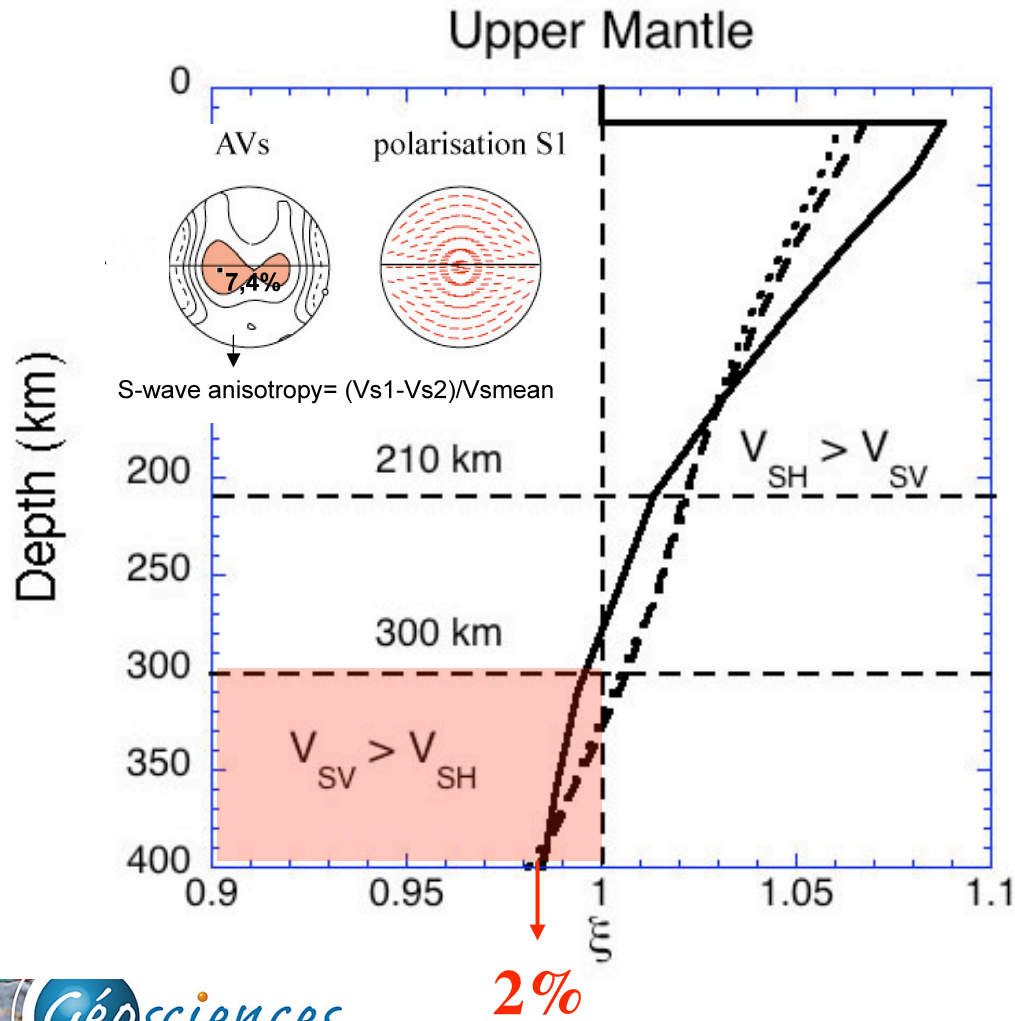 Upper Mantle
0
AVs
polarisation S1
7,4%
S-wave anisotropy= (Vs1-Vs2)/Vsmean
Depth (km)
200
210 km
VSH > VSV
250
300 km
300
VSV > VSH
350
400
0.9
0.95
1
1.05
1.1
ξ
2%
Géosciences